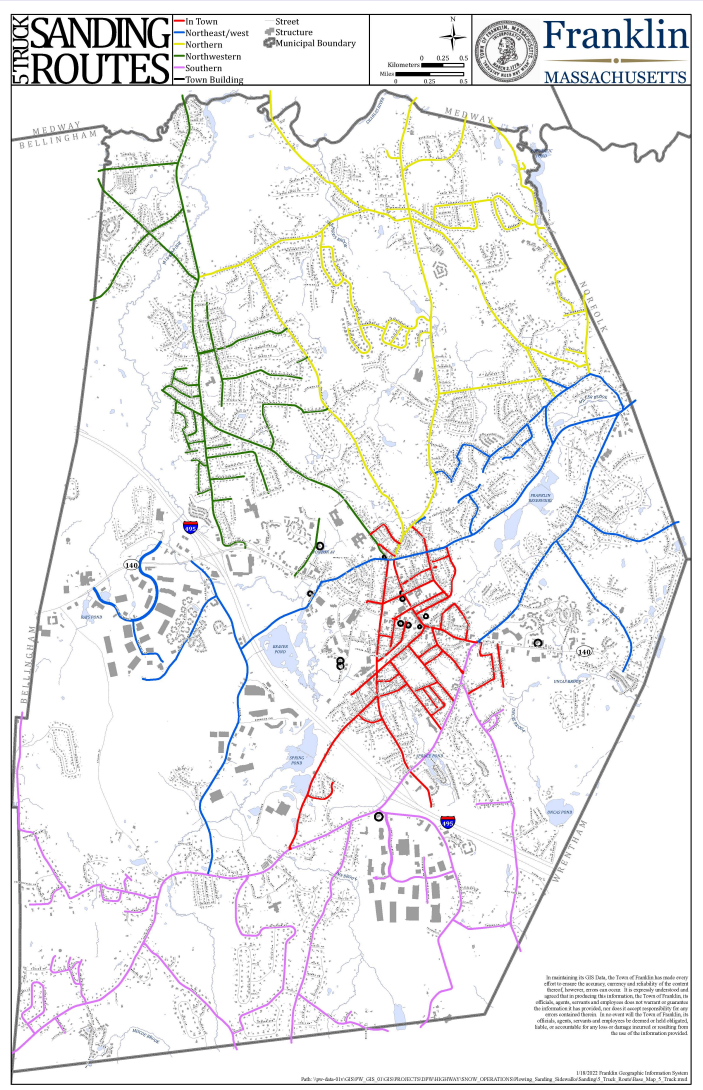 5 TRUCK
SANDING
ROUTES
In Town
Northeast/west
Northern
Northwestern
Southern
Town Building
Street
Structure
Municipal Boundary
N
0 0.25 0.5
Kilometers
Miles
0 0.25 0.5
Franklin
MASSACHUSETTS
MEDWAY
BELLINGHAM
MEDWAY
NORFOLK
FRANKLIN
RESERVOIR
495
140
BEAVER
POND
BELLINGHAM
140
SPRING
POND
495
WRENTHAM
In maintaining its GIS Data, the Town of Franklin has made every
effort to ensure the accuracy, currency and reliability of the content
thereof, however, errors can occur. It is expressly understood and
agreed that in producing this information, the Town of Franklin, its
officials, agents, servants and employees does not warrant or guarantee
the information it has provided, nor does it accept responsibility for any
errors contained therein. In no event will the Town of Franklin, its
officials, agents, servants and employees be deemed or held obligated,
liable, or accountable for any loss or damage incurred or resulting from
the use of the information provided.
1/18/2022 Franklin Geographic Information System